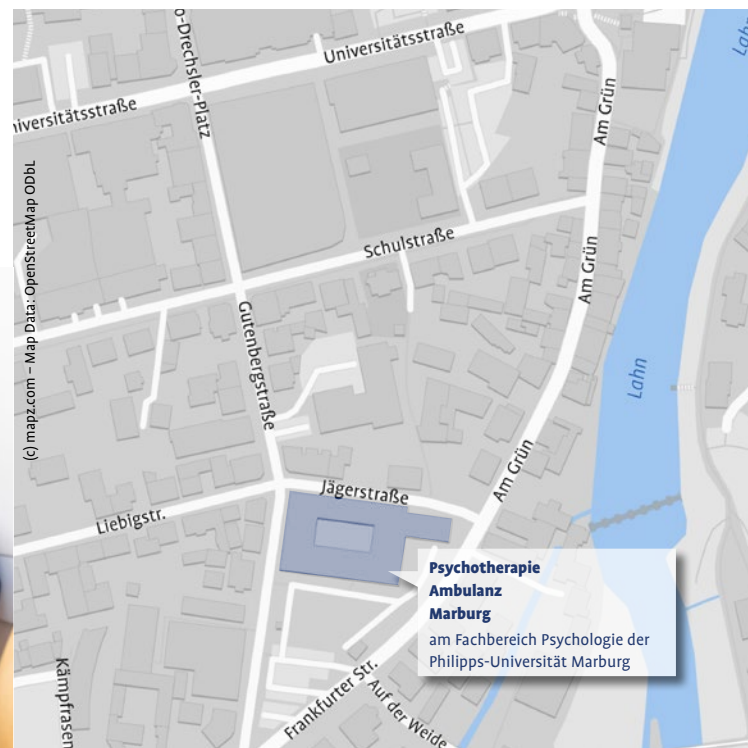 Universitätsstraße
Lah
o-Drechsler-Platz
niversitätsstraße
Am Grün
(c) mapz.com – Map Data: OpenStreetMap ODbL
Schulstraße
Am Grün
Gutenbergstraße
Lahn
Jägerstraße
Am Grün
Liebigstr.
Psychotherapie
Ambulanz
Marburg
am Fachbereich Psychologie der
Philipps-Universität Marburg
Kämpfrasen
Frankfurter Str.
Auf der Weide